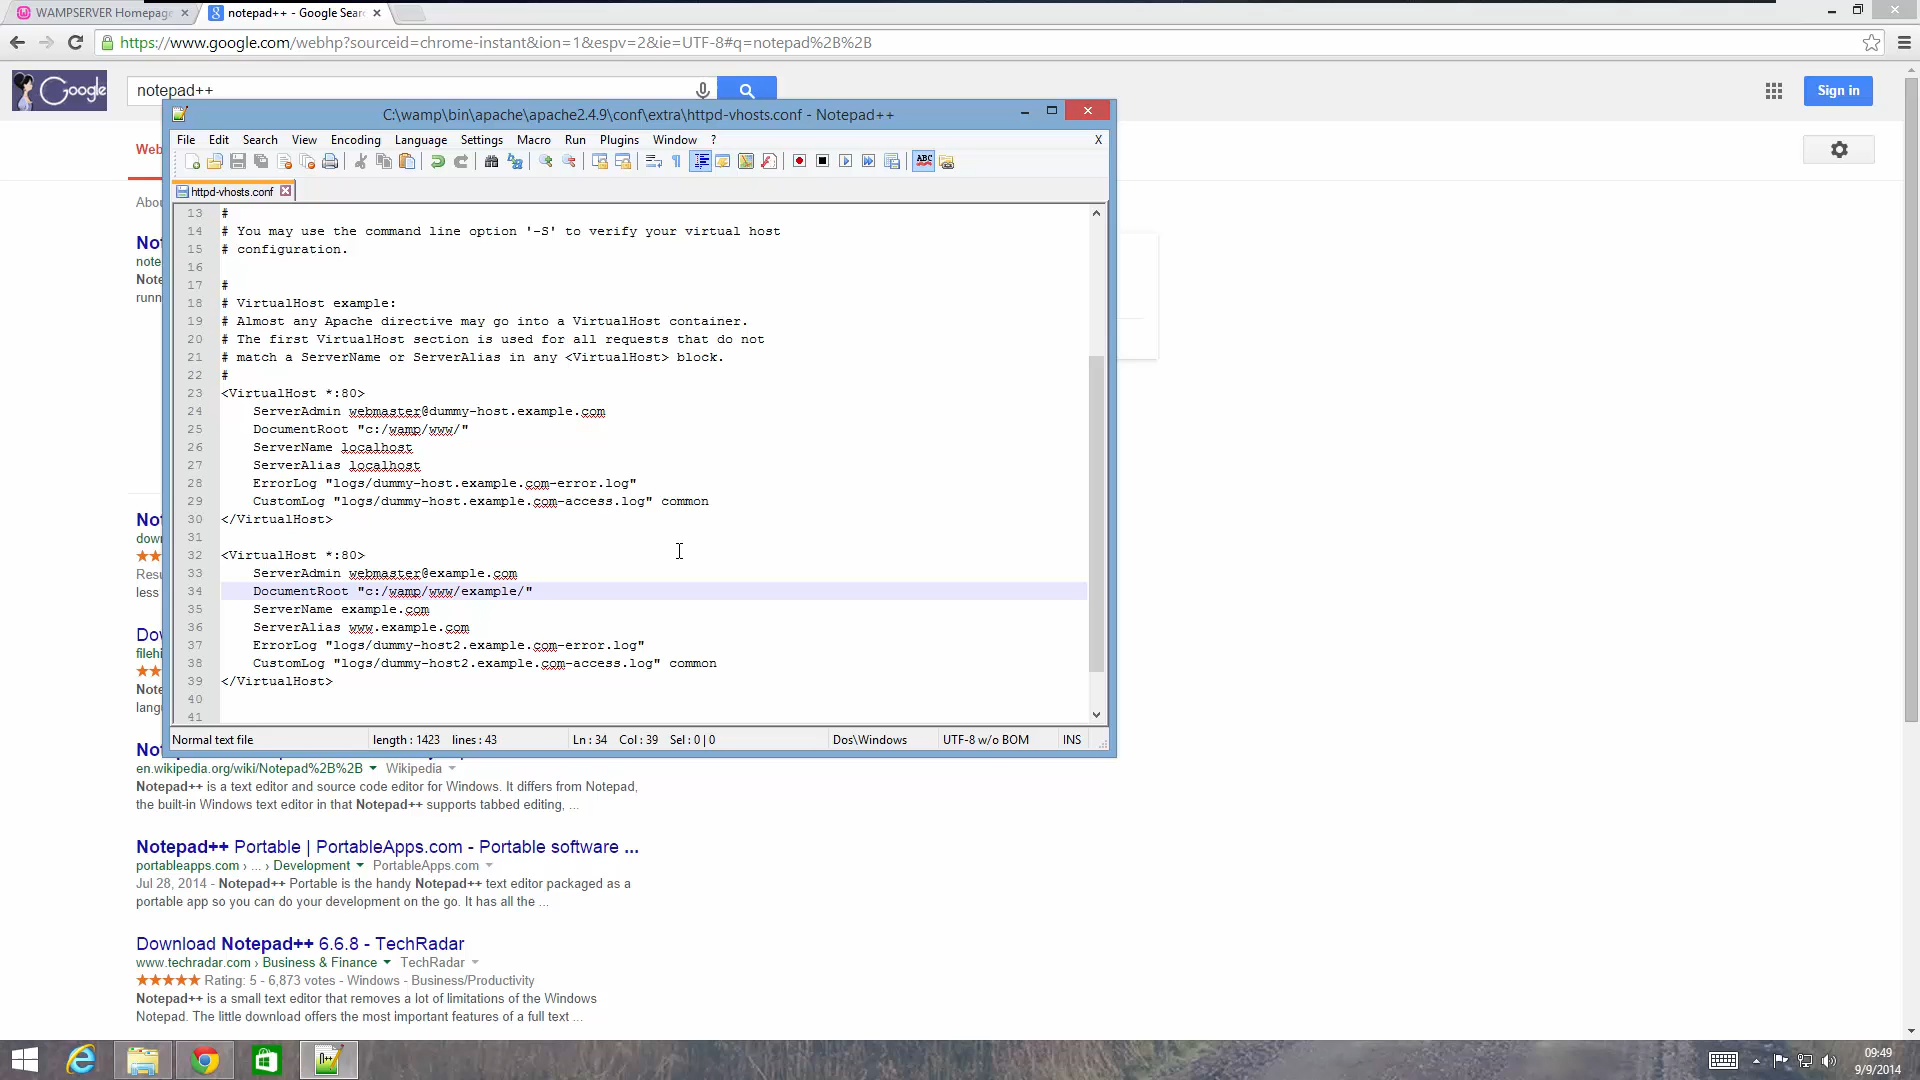 WAMPSERVER Homepage
notepad++ - Google Sear
https://www.google.com/webhp?sourceid=chrome-instant&ion=1&espv=2&ie=UTF-8#q=notepad%2B%2B
Google
notepad++
Sign in
C:\wamp\bin\apache\apache2.4.9\conf\extra\httpd-vhosts.conf - Notepad++
File Edit Search View Encoding Language Settings Macro Run Plugins Window ? X
ABC
httpd-vhosts.conf
Web
Abou
Not
note
Note
runn
13 #
14 # You may use the command line option '-S' to verify your virtual host
15 # configuration.
16
17 #
18 # VirtualHost example:
19 # Almost any Apache directive may go into a VirtualHost container.
20 # The first VirtualHost section is used for all requests that do not
21 # match a ServerName or ServerAlias in any <VirtualHost> block.
22 #
23 <VirtualHost *:80>
24 ServerAdmin webmaster@dummy-host.example.com
25 DocumentRoot "c:/wamp/www/"
26 ServerName localhost
27 ServerAlias localhost
28 ErrorLog "logs/dummy-host.example.com-error.log"
29 CustomLog "logs/dummy-host.example.com-access.log" common
30 </VirtualHost>
31
32 <VirtualHost *:80>
33 ServerAdmin webmaster@example.com
34 DocumentRoot "c:/wamp/www/example/"
35 ServerName example.com
36 ServerAlias www.example.com
37 ErrorLog "logs/dummy-host2.example.com-error.log"
38 CustomLog "logs/dummy-host2.example.com-access.log" common
39 </VirtualHost>
40
41
Not
down
Resu
less
Dov
filehi
Note
langu
Normal text file length : 1423 lines : 43 Ln : 34 Col : 39 Sel : 0 | 0 Dos\Windows UTF-8 w/o BOM INS
en.wikipedia.org/wiki/Notepad%2B%2B Wikipedia
Notepad++ is a text editor and source code editor for Windows. It differs from Notepad,
the built-in Windows text editor in that Notepad++ supports tabbed editing, ...
Notepad++ Portable | PortableApps.com - Portable software ...
portableapps.com › ... › Development PortableApps.com
Jul 28, 2014 - Notepad++ Portable is the handy Notepad++ text editor packaged as a
portable app so you can do your development on the go. It has all the ...
Download Notepad++ 6.6.8 - TechRadar
www.techradar.com › Business & Finance TechRadar
★★★★★ Rating: 5 - 6,873 votes - Windows - Business/Productivity
Notepad++ is a small text editor that removes a lot of limitations of the Windows
Notepad. The little download offers the most important features of a full text ...
09:49
9/9/2014